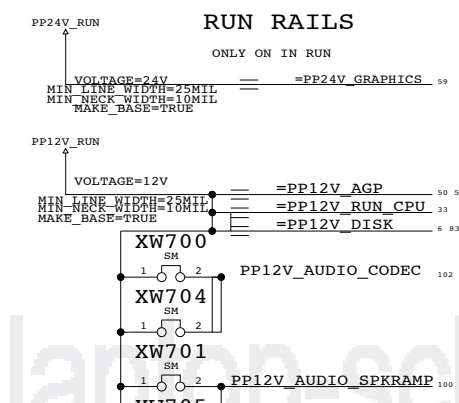 PP24V_RUN
RUN RAILS
ONLY ON IN RUN
VOLTAGE=24V
=PP24V_GRAPHICS 59
MIN_LINE_WIDTH=25MIL
MIN_NECK_WIDTH=10MIL
MAKE_BASE=TRUE
PP12V_RUN
VOLTAGE=12V
=PP12V_AGP 50 5
MIN_LINE_WIDTH=25MIL
MIN_NECK_WIDTH=10MIL
=PP12V_RUN_CPU 33
MAKE_BASE=TRUE
=PP12V_DISK 6 83
XW700
SM
1 2
PP12V_AUDIO_CODEC 102
XW704
SM
1 2
XW701
SM
1 2
PP12V_AUDIO_SPKRAMP 100